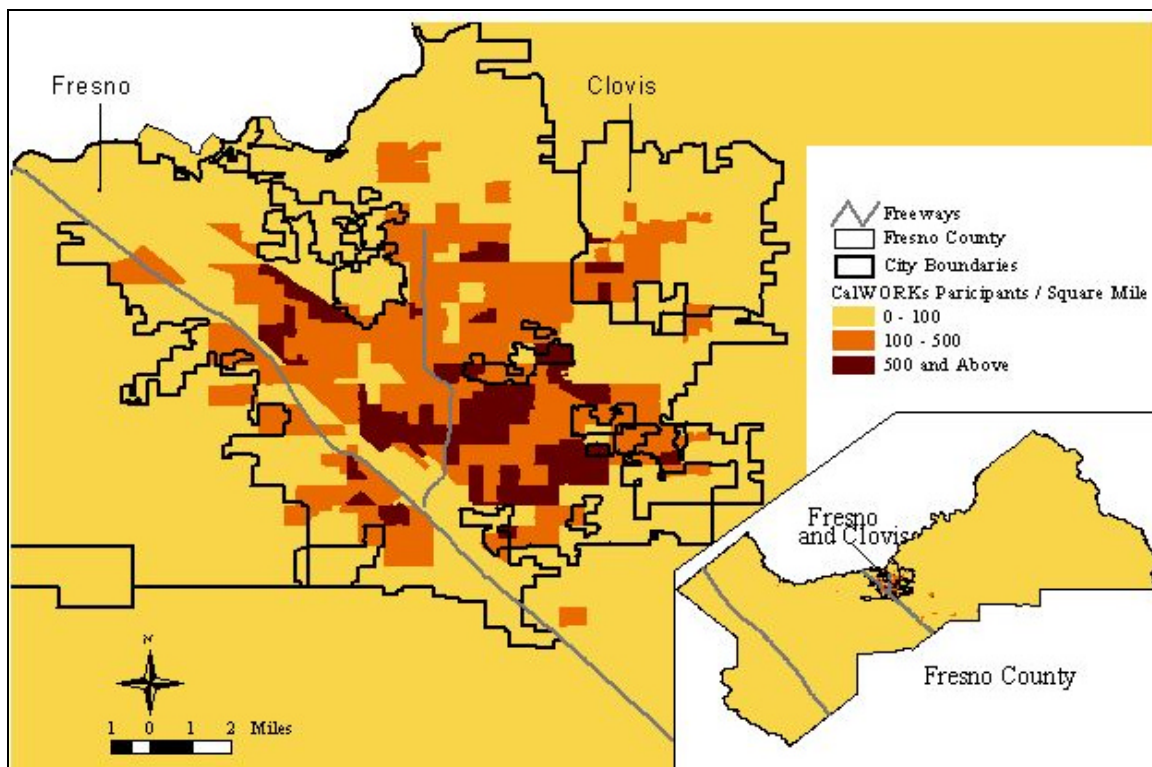 Fresno
Clovis
Freeways
Fresno County
City Boundaries
CalWORKs Paricipants / Square Mile
0 - 100
100 - 500
500 and Above
Fresno
and Clovis
Fresno County
N
1 0 1 2 Miles